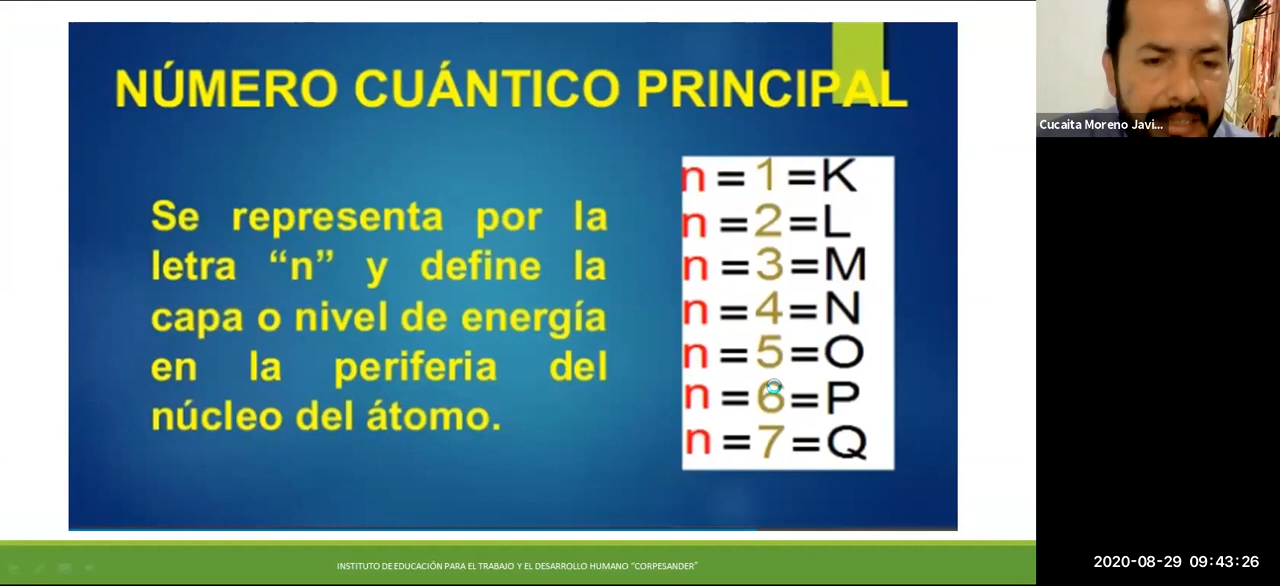 NÚMERO CUÁNTICO PRINCIPAL
Se representa por la
letra “n” y define la
capa o nivel de energía
en la periferia del
núcleo del átomo.
n = 1 = K
n = 2 = L
n = 3 = M
n = 4 = N
n = 5 = O
n = 6 = P
n = 7 = Q
Cucaita Moreno Javi...
INSTITUTO DE EDUCACIÓN PARA EL TRABAJO Y EL DESARROLLO HUMANO “CORPESANDER”
2020-08-29 09:43:26